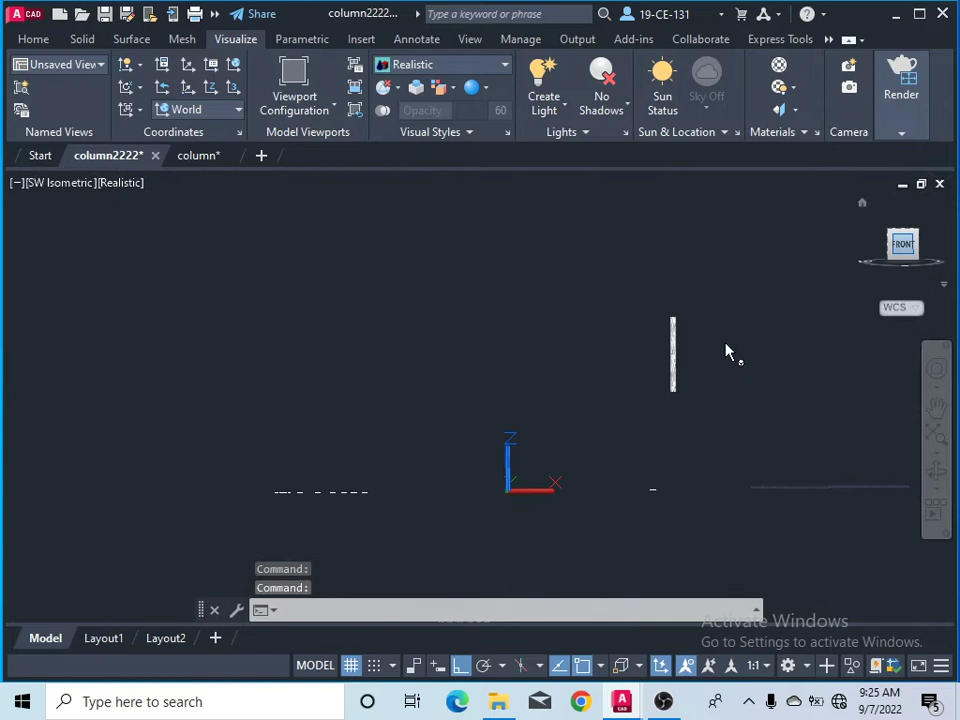 A CAD
Share
column2222...
Type a keyword or phrase
19-CE-131
Home Solid Surface Mesh Visualize Parametric Insert Annotate View Manage Output Add-ins Collaborate Express Tools
Unsaved View
World
Named Views
Coordinates
Viewport
Configuration
Model Viewports
Realistic
Opacity 60
Visual Styles
Create
Light
No
Shadows
Lights
Sun
Status
Sky Off
Sun & Location
Materials
Camera
Render
Start column2222* column*
[−][SW Isometric][Realistic]
FRONT
WCS
Z
X
Command:
Command:
Activate Windows
Go to Settings to activate Windows.
Model Layout1 Layout2
MODEL 1:1
Type here to search
A CAD
9:25 AM
9/7/2022
5